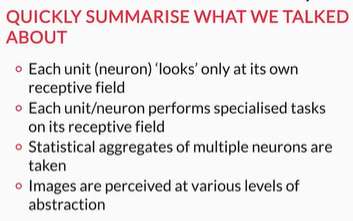 QUICKLY SUMMARISE WHAT WE TALKED
ABOUT
Each unit (neuron) ‘looks’ only at its own
receptive field
Each unit/neuron performs specialised tasks
on its receptive field
Statistical aggregates of multiple neurons are
taken
Images are perceived at various levels of
abstraction